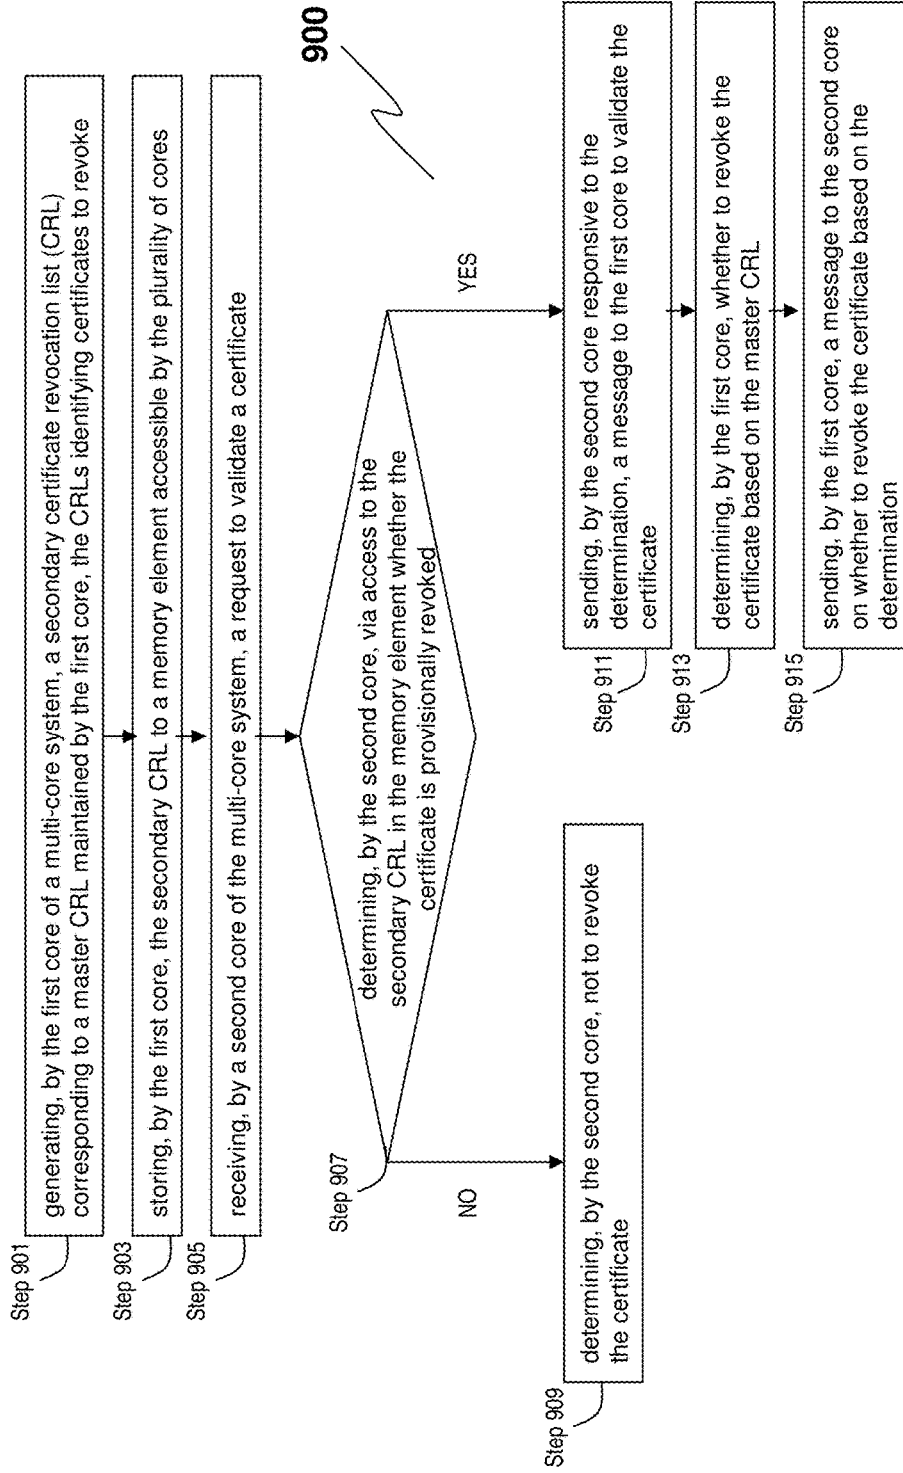 900
Step 901
generating, by the first core of a multi-core system, a secondary certificate revocation list (CRL)
corresponding to a master CRL maintained by the first core, the CRLs identifying certificates to revoke
Step 903
storing, by the first core, the secondary CRL to a memory element accessible by the plurality of cores
Step 905
receiving, by a second core of the multi-core system, a request to validate a certificate
Step 907
determining, by the second core, via access to the
secondary CRL in the memory element whether the
certificate is provisionally revoked
NO
YES
Step 909
determining, by the second core, not to revoke
the certificate
Step 911
sending, by the second core responsive to the
determination, a message to the first core to validate the
certificate
Step 913
determining, by the first core, whether to revoke the
certificate based on the master CRL
Step 915
sending, by the first core, a message to the second core
on whether to revoke the certificate based on the
determination